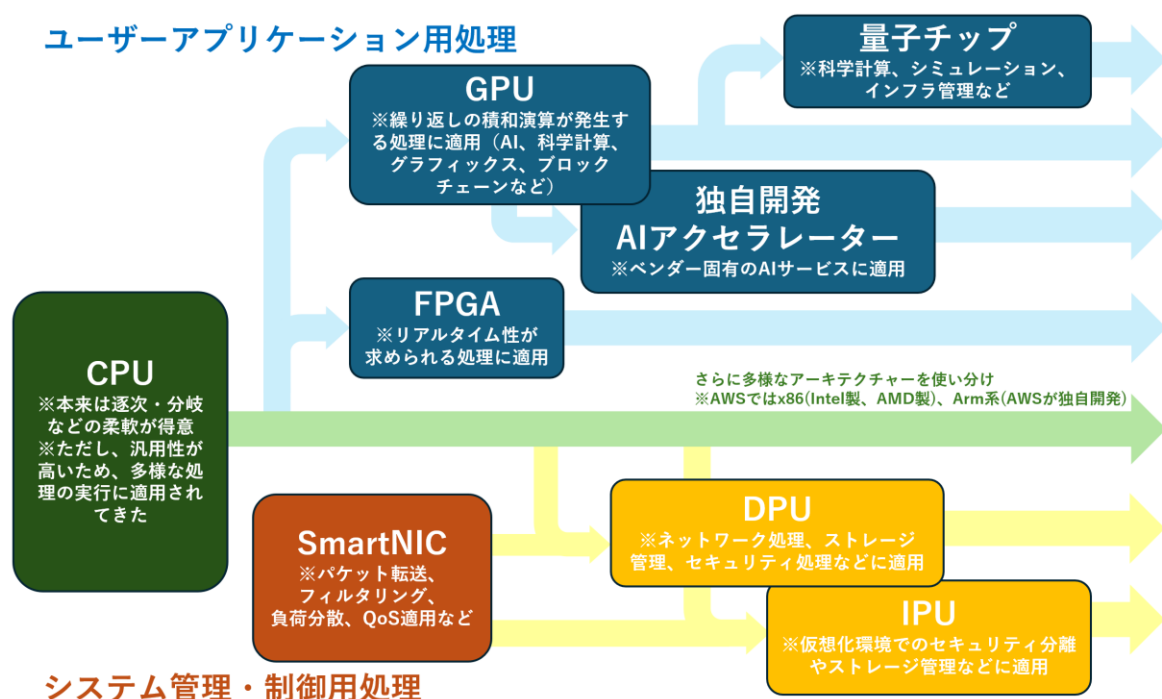 ユーザーアプリケーション用処理
量子チップ
※科学計算、シミュレーション、
インフラ管理など
GPU
※繰り返しの積和演算が発生す
る処理に適用（AI、科学計算、
グラフィックス、ブロック
チェーンなど）
独自開発
AIアクセラレーター
※ベンダー固有のAIサービスに適用
FPGA
※リアルタイム性が
求められる処理に適用
CPU
※本来は逐次・分岐
などの柔軟が得意
※ただし、汎用性が
高いため、多様な処
理の実行に適用され
てきた
さらに多様なアーキテクチャーを使い分け
※AWSではx86(Intel製、AMD製)、Arm系(AWSが独自開発)
SmartNIC
※パケット転送、
フィルタリング、
負荷分散、QoS適用など
DPU
※ネットワーク処理、ストレージ
管理、セキュリティ処理などに適用
IPU
※仮想化環境でのセキュリティ分離
やストレージ管理などに適用
システム管理・制御用処理